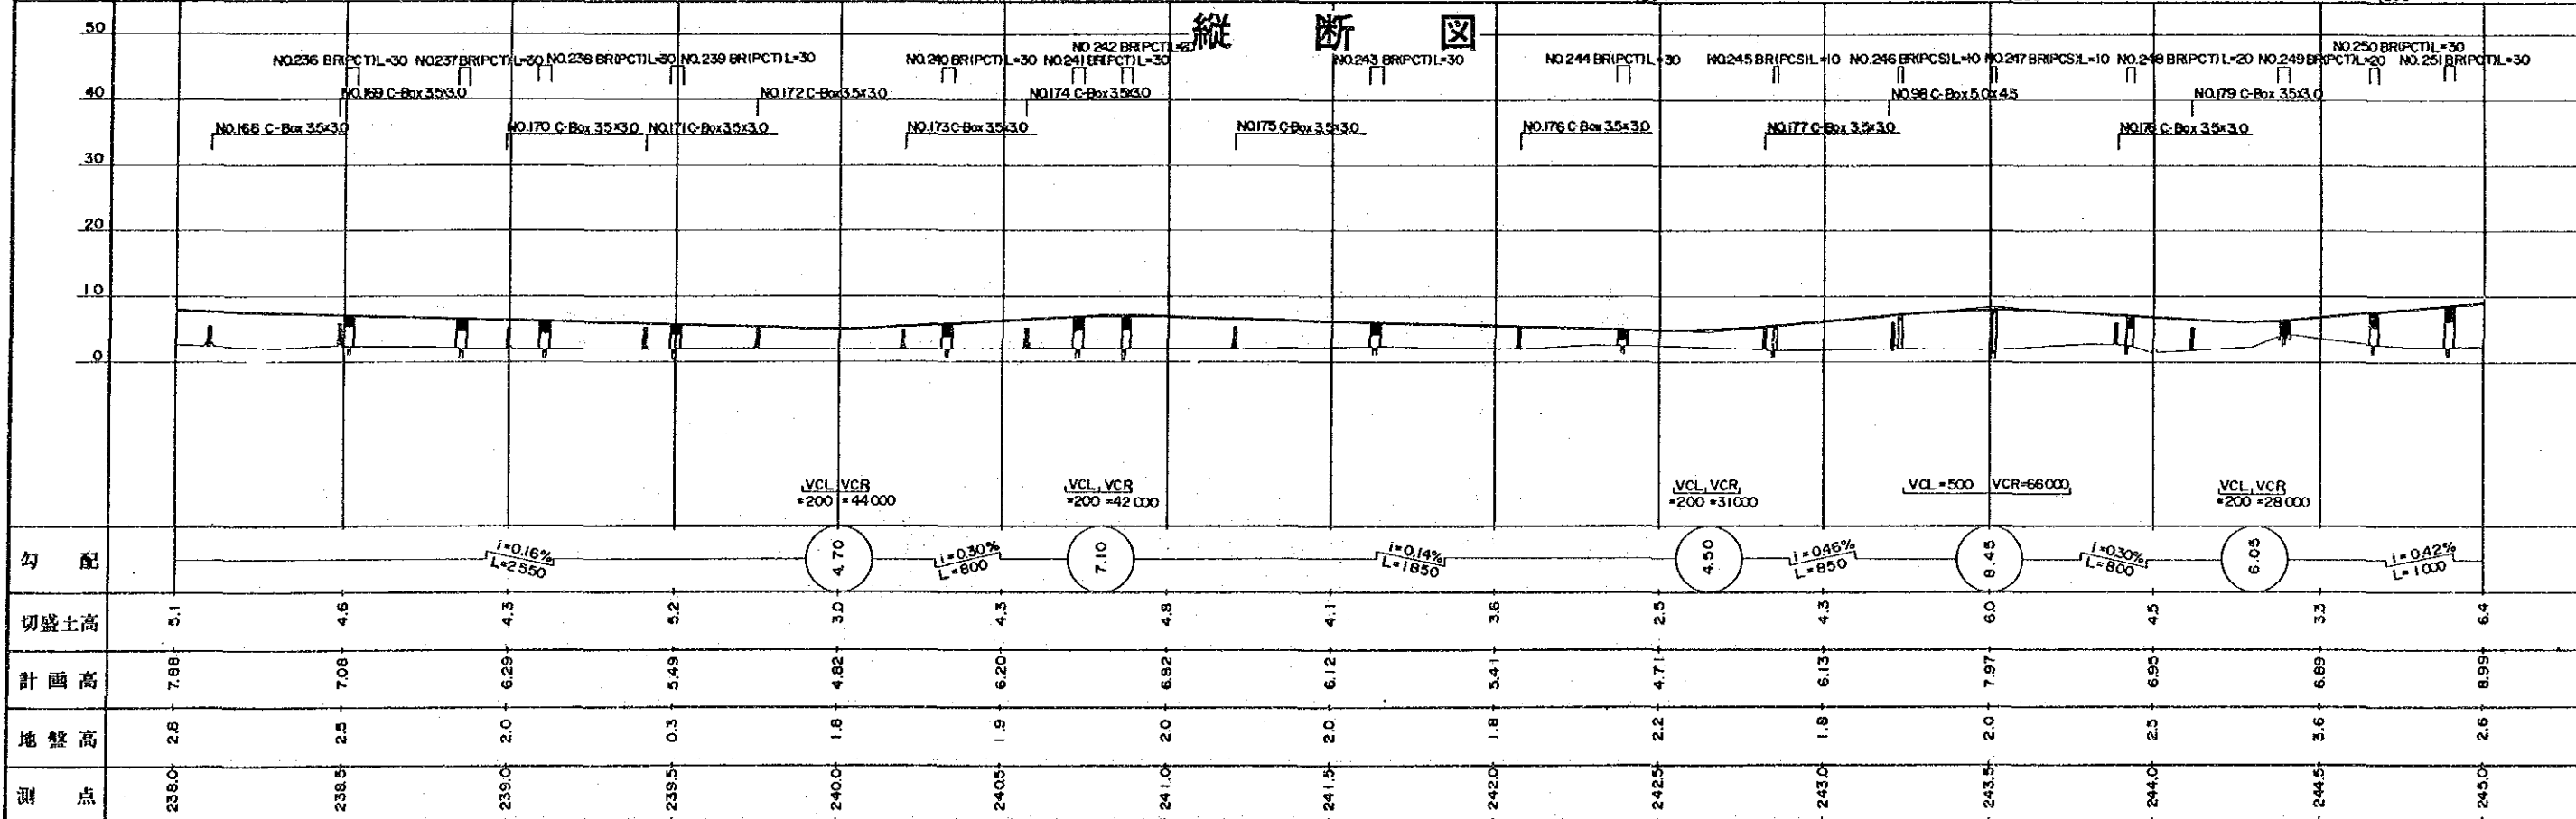 縦断図
50
NO.242 BR(PCT)L=20
NO.250 BR(PCT)L=30
NO.236 BR(PCT)L=30 NO.237 BR(PCT)L=30 NO.238 BR(PCT)L=30 NO.239 BR(PCT)L=30 NO.240 BR(PCT)L=30 NO.241 BR(PCT)L=30 NO.243 BR(PCT)L=30 NO.244 BR(PCT)L=30 NO.245 BR(PCS)L=10 NO.246 BR(PCS)L=10 NO.247 BR(PCS)L=10 NO.248 BR(PCT)L=20 NO.249 BR(PCT)L=20 NO.251 BR(PCT)L=30
40
NO.169 C-Box 3.5×3.0 NO.172 C-Box 3.5×3.0 NO.174 C-Box 3.5×3.0 NO.98 C-Box 5.0×4.5 NO.179 C-Box 3.5×3.0
NO.168 C-Box 3.5×3.0 NO.170 C-Box 3.5×3.0 NO.171 C-Box 3.5×3.0 NO.173 C-Box 3.5×3.0 NO.175 C-Box 3.5×3.0 NO.176 C-Box 3.5×3.0 NO.177 C-Box 3.5×3.0 NO.178 C-Box 3.5×3.0
30
20
10
0
VCL VCR VCL VCR VCL VCR VCL=500 VCR=66000 VCL VCR
=200 =44000 =200 =42000 =200 =31000 =200 =28000
勾配 i=0.16% 4.70 i=0.30% 7.10 i=0.14% 4.50 i=0.46% 8.45 i=0.30% 6.05 i=0.42%
L=2550 L=800 L=1850 L=850 L=800 L=1000
切盛土高 5.1 4.6 4.3 5.2 3.0 4.3 4.8 4.1 3.6 2.5 4.3 6.0 4.5 3.3 6.4
計画高 7.88 7.08 6.29 5.49 4.82 6.20 6.82 6.12 5.41 4.71 6.13 7.97 6.95 6.89 8.99
地盤高 2.8 2.5 2.0 0.3 1.8 1.9 2.0 2.0 1.8 2.2 1.8 2.0 2.5 3.6 2.6
測点 238.0 238.5 239.0 239.5 240.0 240.5 241.0 241.5 242.0 242.5 243.0 243.5 244.0 244.5 245.0